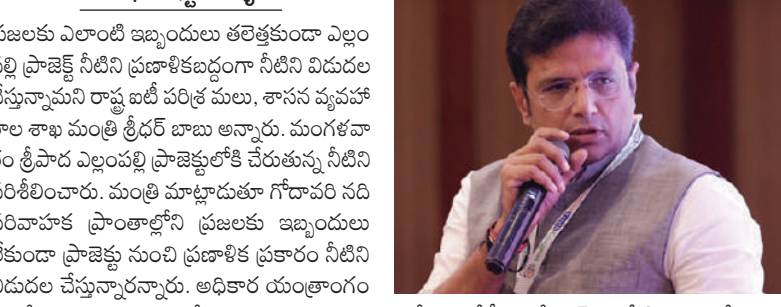 ప్రజలకు ఎలాంటి ఇబ్బందులు తలెత్తకుండా ఎల్లం
పల్లి ప్రాజెక్ట్ నీటిని ప్రణాళికబద్దంగా నీటిని విడుదల
చేస్తున్నామని రాష్ట్ర ఐటీ పరిశ్ర మలు, శాసన వ్యవహా
రాల శాఖ మంత్రి శ్రీధర్ బాబు అన్నారు. మంగళవా
రం శ్రీపాద ఎల్లంపల్లి ప్రాజెక్టులోకి చేరుతున్న నీటిని
పరిశీలించారు. మంత్రి మాట్లాడుతూ గోదావరి నది
పరివాహక ప్రాంతాల్లోని ప్రజలకు ఇబ్బందులు
లేకుండా ప్రాజెక్టు నుంచి ప్రణాళిక ప్రకారం నీటిని
విడుదల చేస్తున్నారన్నారు. అధికార యంత్రాంగం